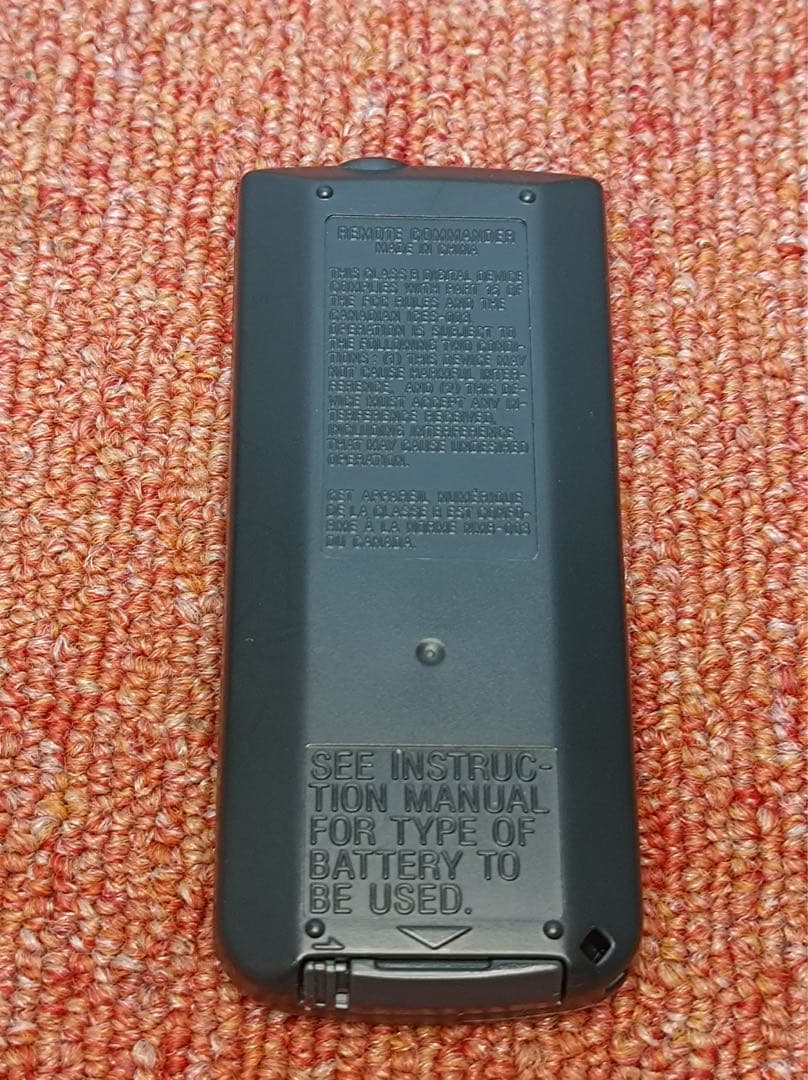 REMOTE COMMANDER
MADE IN CHINA
THIS CLASS B DIGITAL DEVICE
COMPLIES WITH PART 15 OF
THE FCC RULES AND THE
CANADIAN ICES-003
OPERATION IS SUBJECT TO
THE FOLLOWING TWO CONDI-
TIONS: (1) THIS DEVICE MAY
NOT CAUSE HARMFUL INTER-
FERENCE, AND (2) THIS DE-
VICE MUST ACCEPT ANY IN-
TERFERENCE RECEIVED,
INCLUDING INTERFERENCE
THAT MAY CAUSE UNDESIRED
OPERATION.
CET APPAREIL NUMÉRIQUE
DE LA CLASSE B EST CONFO-
RME À LA NORME NMB-003
DU CANADA.
SEE INSTRUC-
TION MANUAL
FOR TYPE OF
BATTERY TO
BE USED.
1